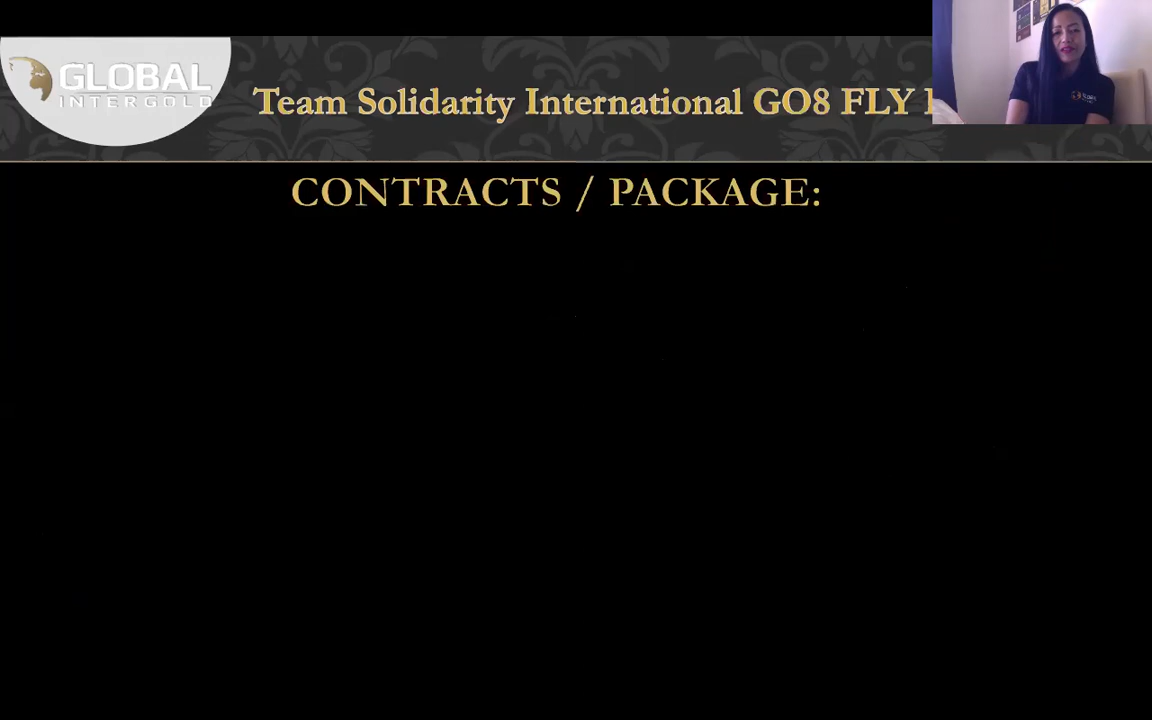 GLOBAL
INTERGOLD
Team Solidarity International GO8 FLY
CONTRACTS / PACKAGE: